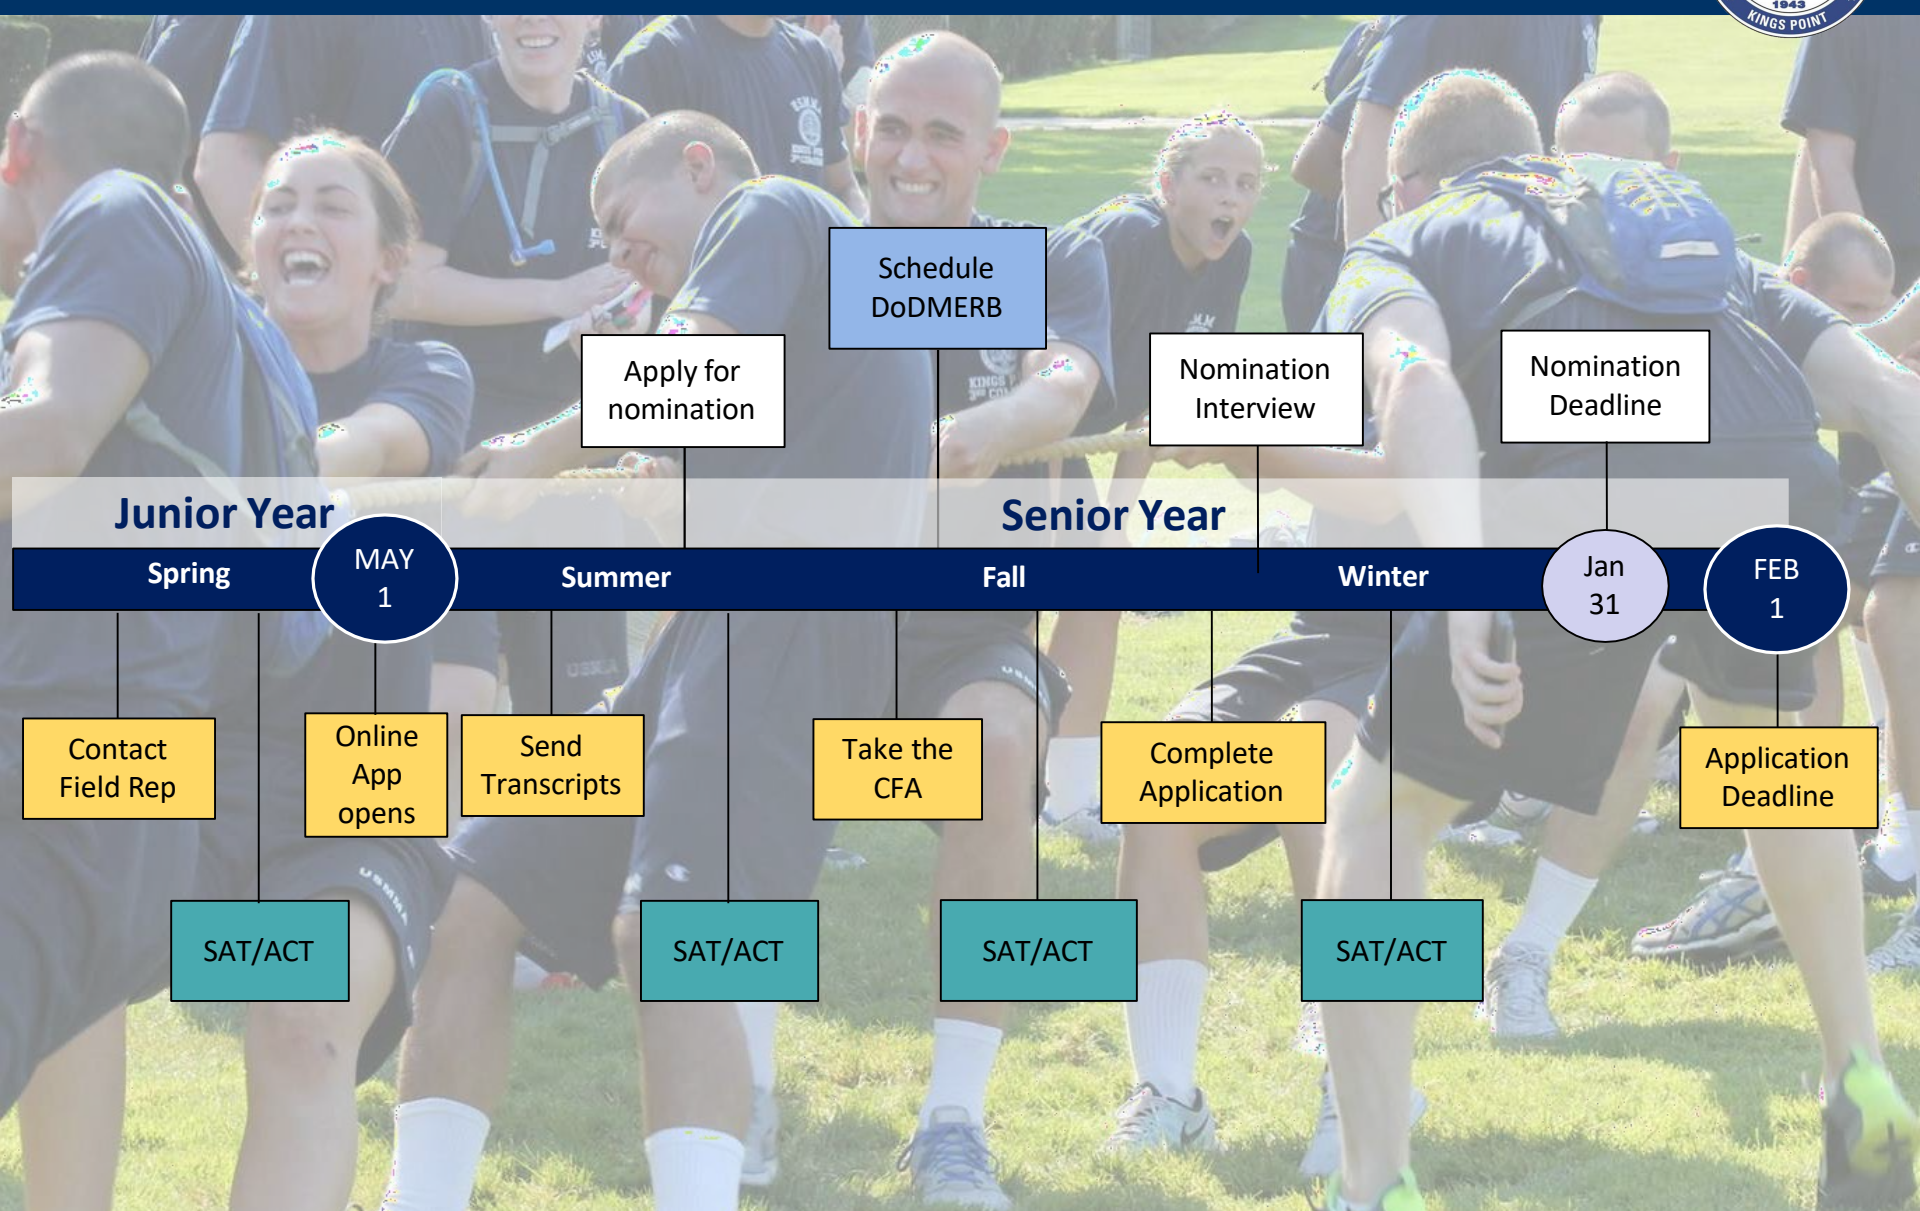 1943
KINGS POINT
Schedule
DoDMERB
Apply for
nomination
Nomination
Interview
Nomination
Deadline
Junior Year
Senior Year
Spring
MAY
1
Summer
Fall
Winter
Jan
31
FEB
1
Contact
Field Rep
Online
App
opens
Send
Transcripts
Take the
CFA
Complete
Application
Application
Deadline
SAT/ACT
SAT/ACT
SAT/ACT
SAT/ACT
USMMA